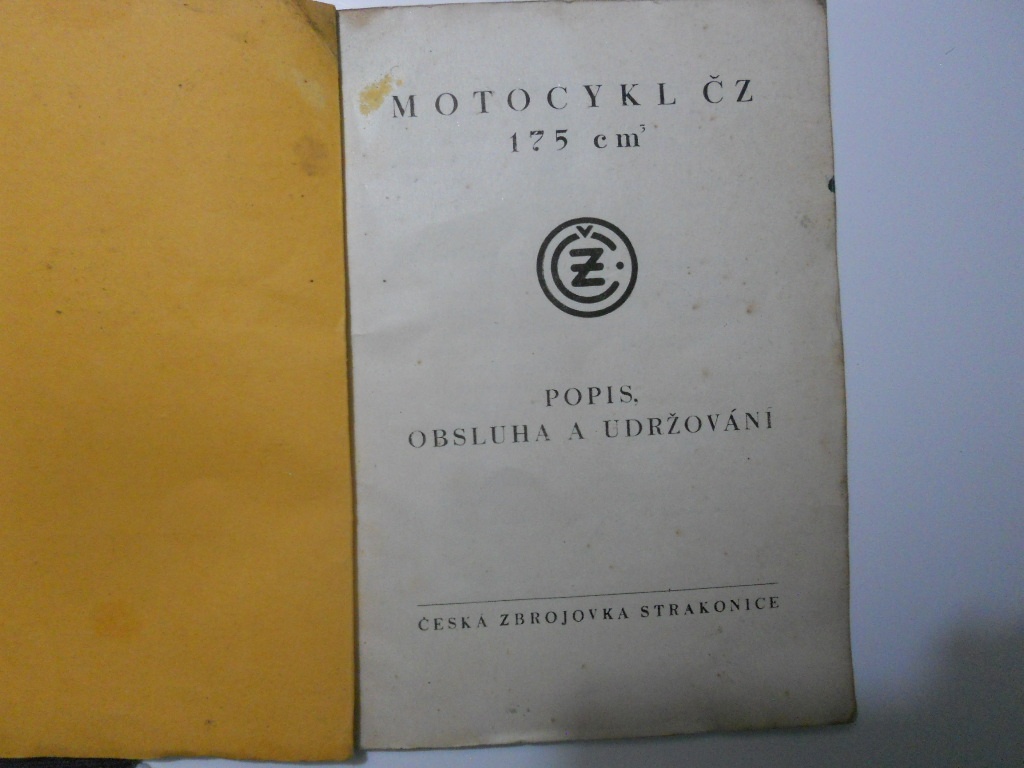 MOTOCYKL ČZ
175 cm³
ČZ
POPIS,
OBSLUHA A UDRŽOVÁNÍ
ČESKÁ ZBROJOVKA STRAKONICE